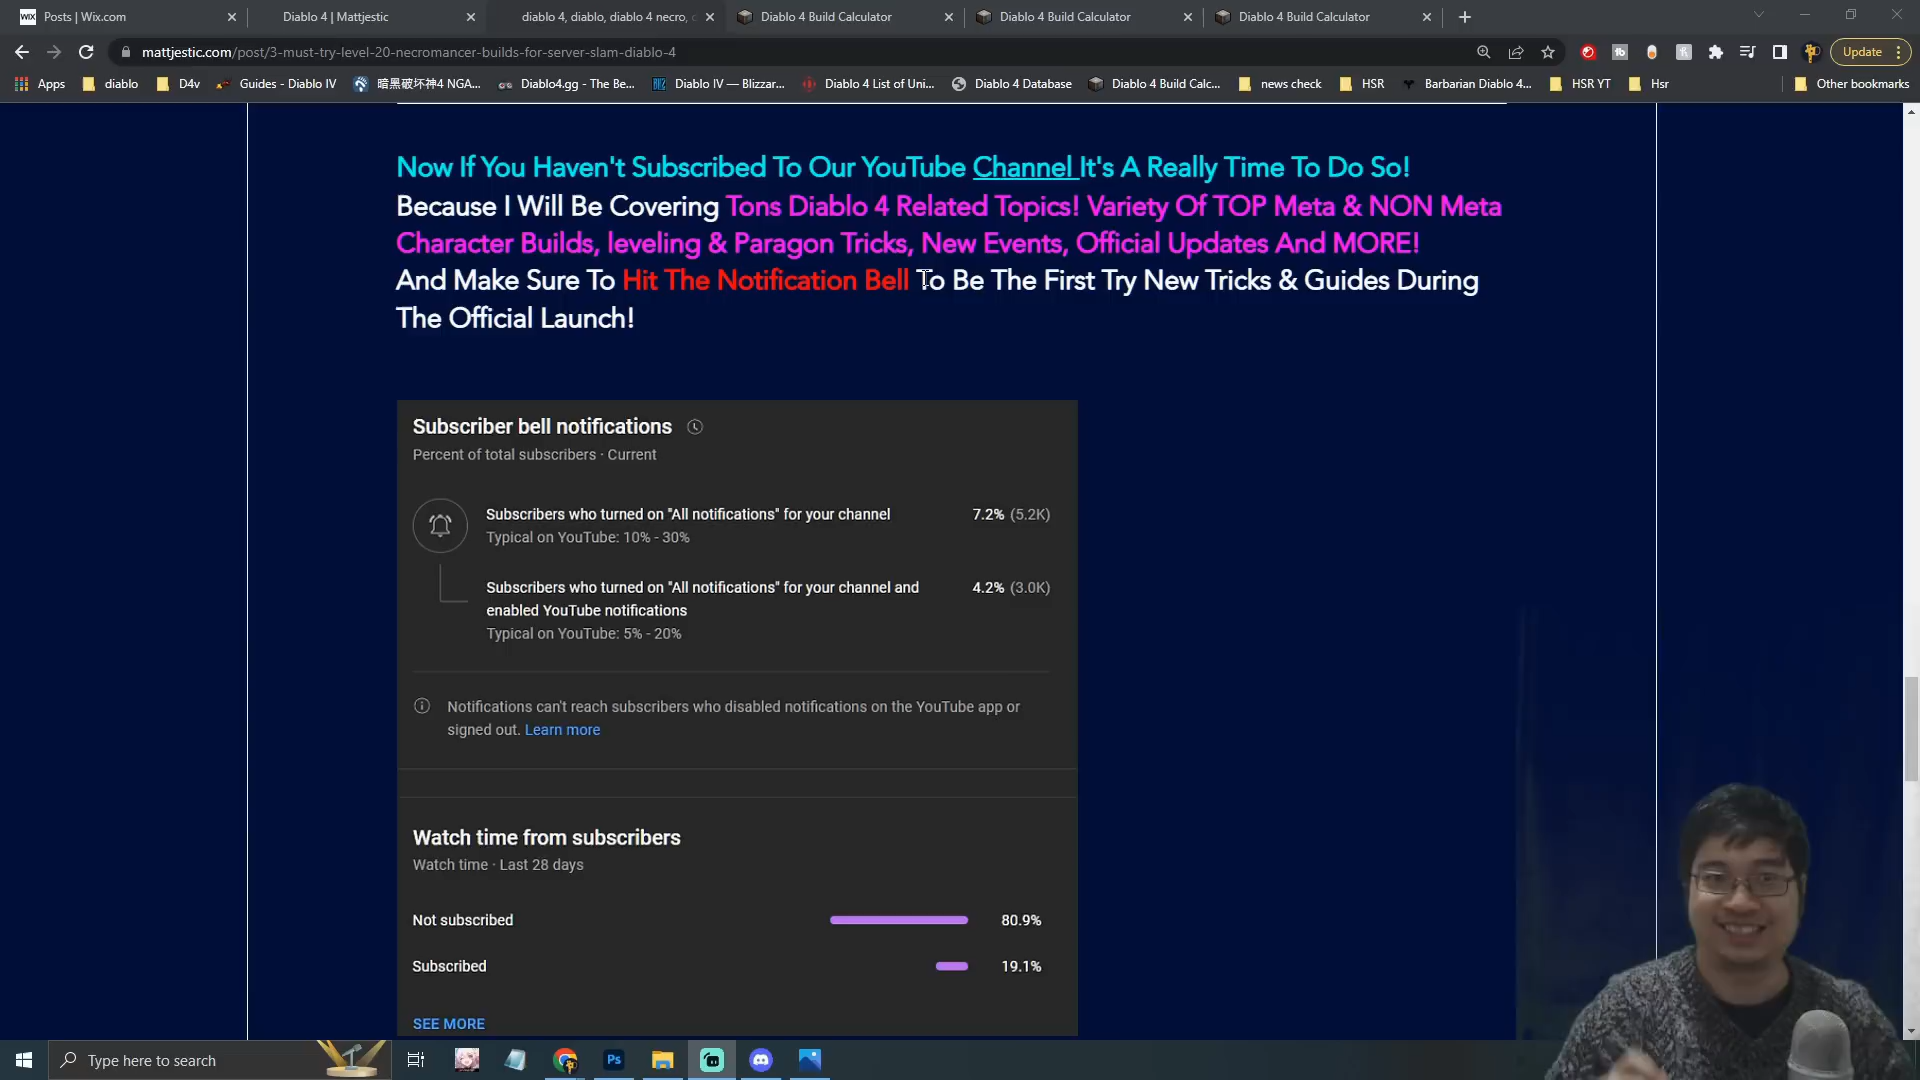 Posts | Wix.com
Diablo 4 | Mattjestic
diablo 4, diablo, diablo 4 necro,
Diablo 4 Build Calculator
Diablo 4 Build Calculator
Diablo 4 Build Calculator
mattjestic.com/post/3-must-try-level-20-necromancer-builds-for-server-slam-diablo-4
Update
Apps
diablo
D4v
Guides - Diablo IV
暗黑破坏神4 NGA...
Diablo4.gg - The Be...
Diablo IV — Blizzar...
Diablo 4 List of Uni...
Diablo 4 Database
Diablo 4 Build Calc...
news check
HSR
Barbarian Diablo 4...
HSR YT
Hsr
Other bookmarks
Now If You Haven't Subscribed To Our YouTube Channel It's A Really Time To Do So!
Because I Will Be Covering Tons Diablo 4 Related Topics! Variety Of TOP Meta & NON Meta
Character Builds, leveling & Paragon Tricks, New Events, Official Updates And MORE!
And Make Sure To Hit The Notification Bell To Be The First Try New Tricks & Guides During
The Official Launch!
Subscriber bell notifications
Percent of total subscribers · Current
Subscribers who turned on "All notifications" for your channel 7.2% (5.2K)
Typical on YouTube: 10% - 30%
Subscribers who turned on "All notifications" for your channel and 4.2% (3.0K)
enabled YouTube notifications
Typical on YouTube: 5% - 20%
Notifications can't reach subscribers who disabled notifications on the YouTube app or
signed out. Learn more
Watch time from subscribers
Watch time · Last 28 days
Not subscribed 80.9%
Subscribed 19.1%
SEE MORE
Type here to search
Ps